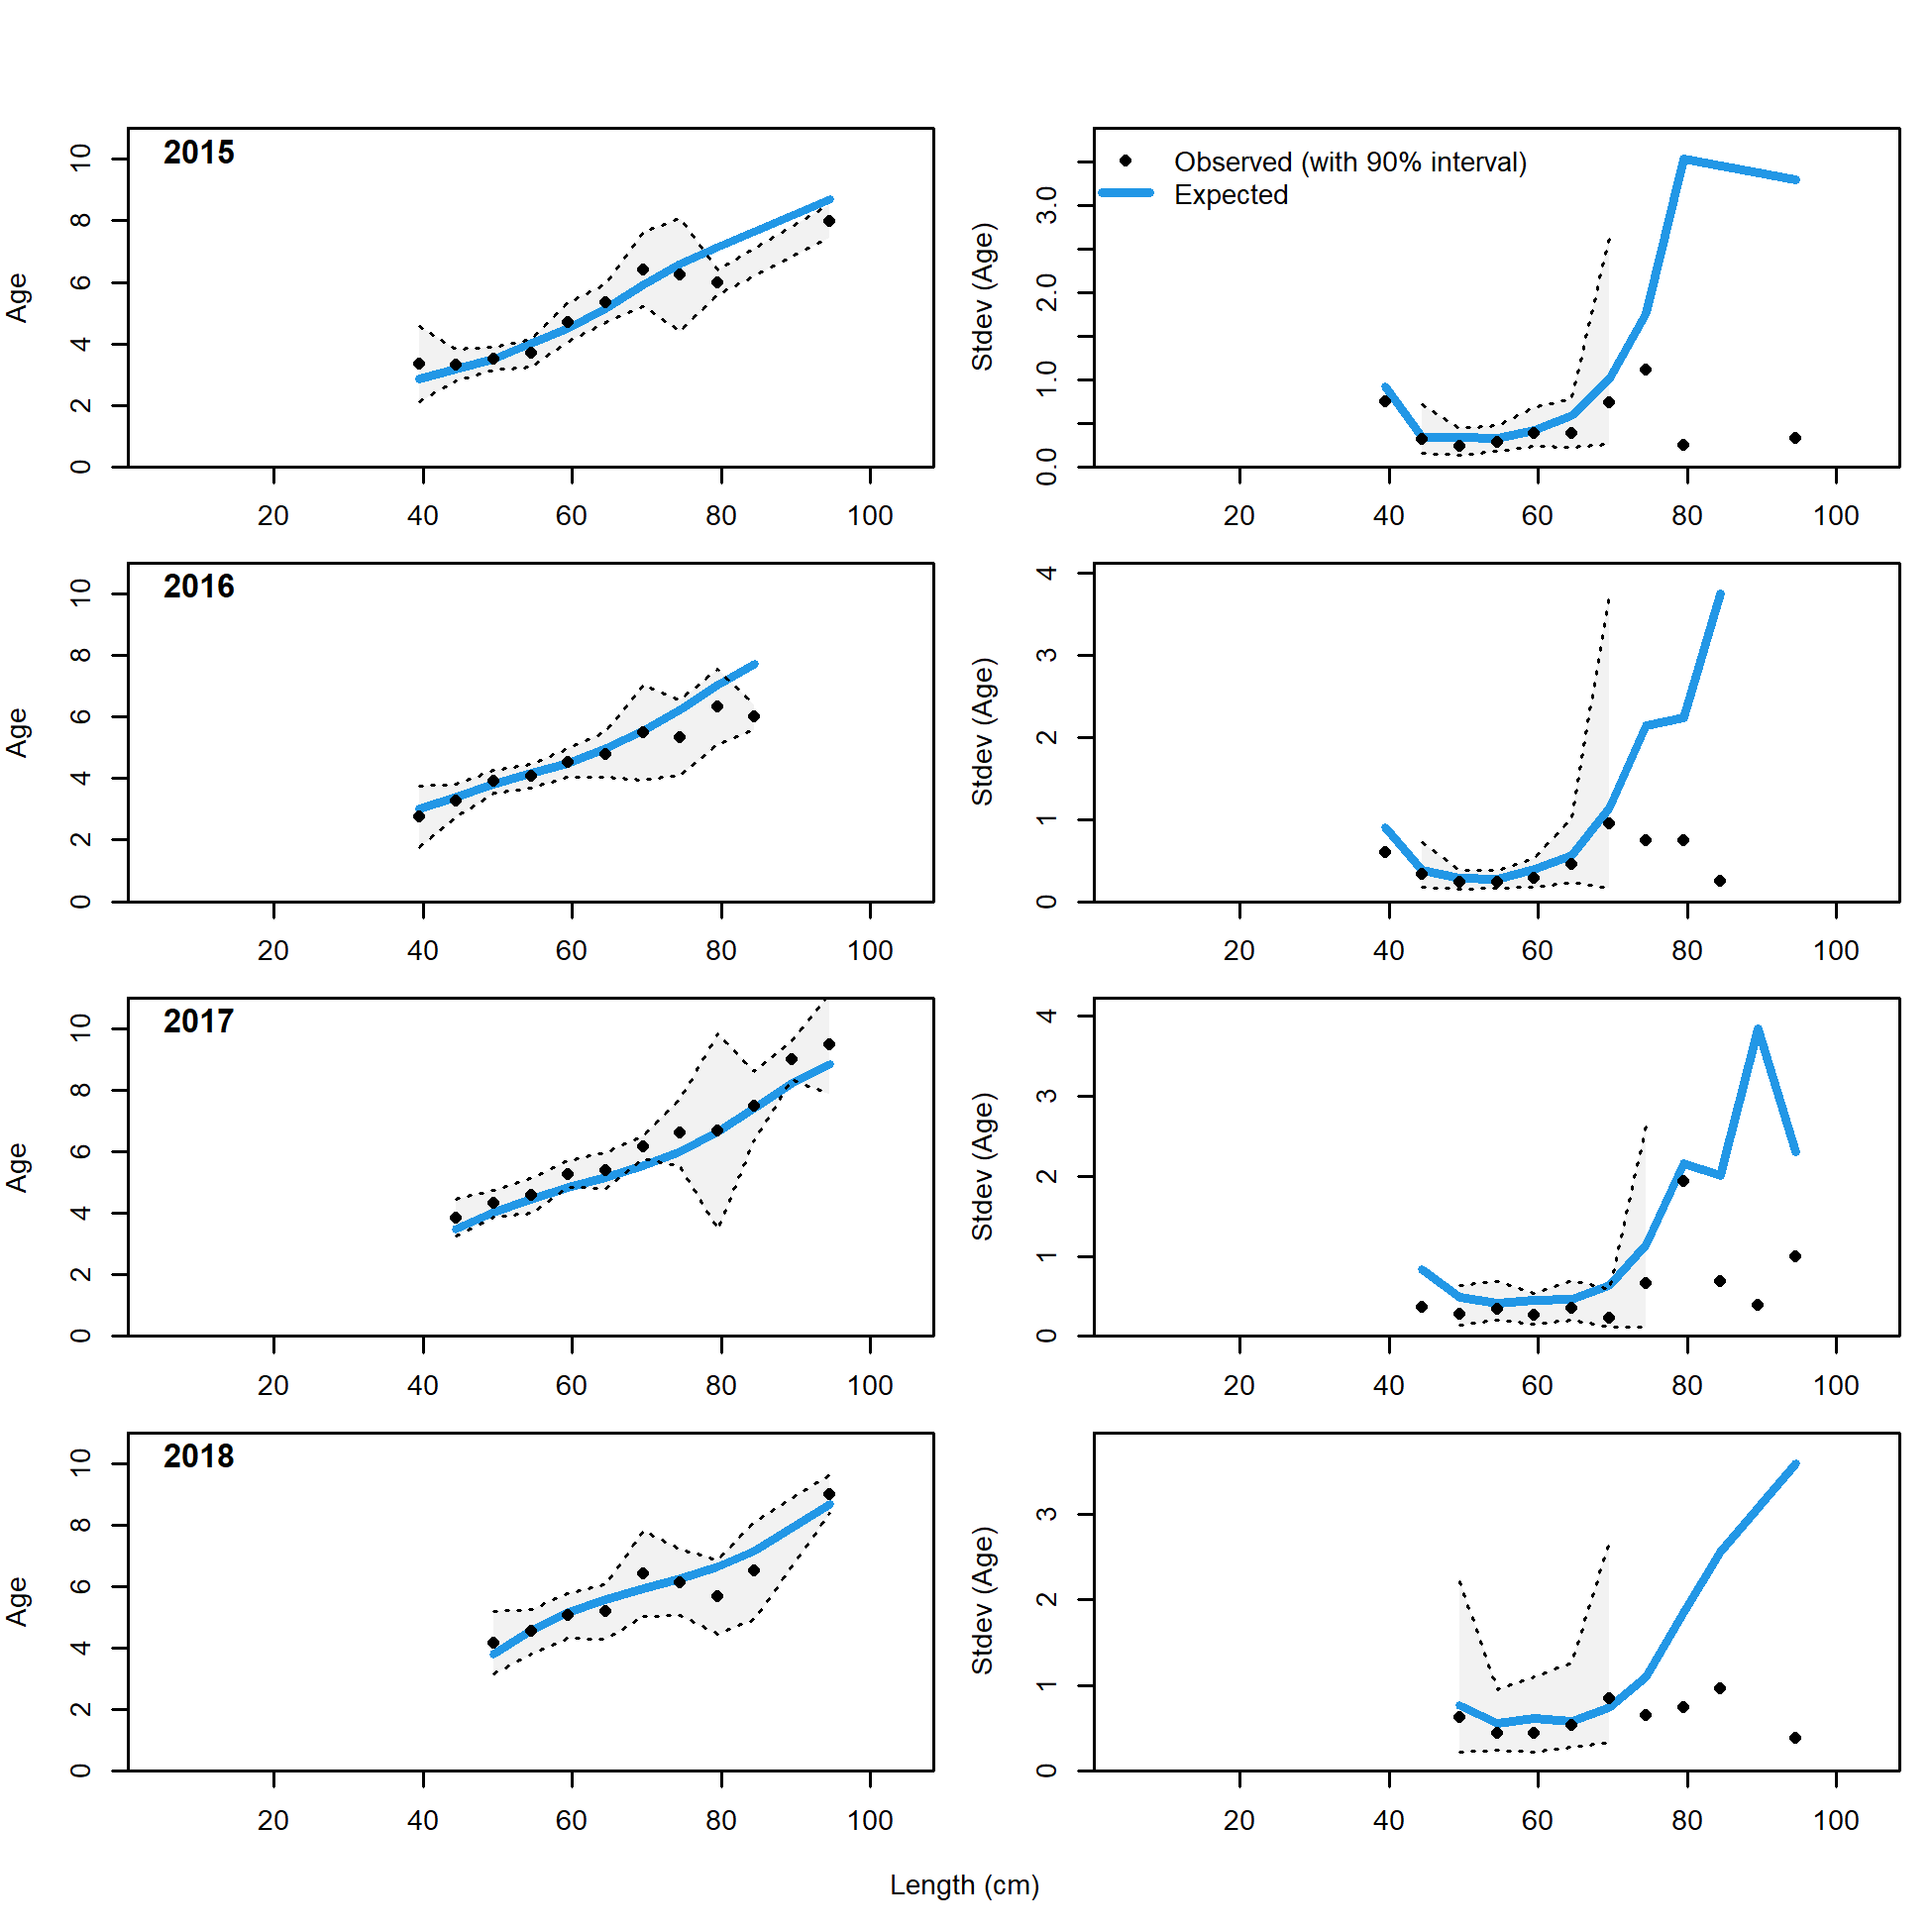 2015
Age
0 2 4 6 8 10
20 40 60 80 100
Observed (with 90% interval)
Expected
Stdev (Age)
0.0 1.0 2.0 3.0
20 40 60 80 100
2016
Age
0 2 4 6 8 10
20 40 60 80 100
Stdev (Age)
0 1 2 3 4
20 40 60 80 100
2017
Age
0 2 4 6 8 10
20 40 60 80 100
Stdev (Age)
0 1 2 3 4
20 40 60 80 100
2018
Age
0 2 4 6 8 10
20 40 60 80 100
Stdev (Age)
0 1 2 3
20 40 60 80 100
Length (cm)